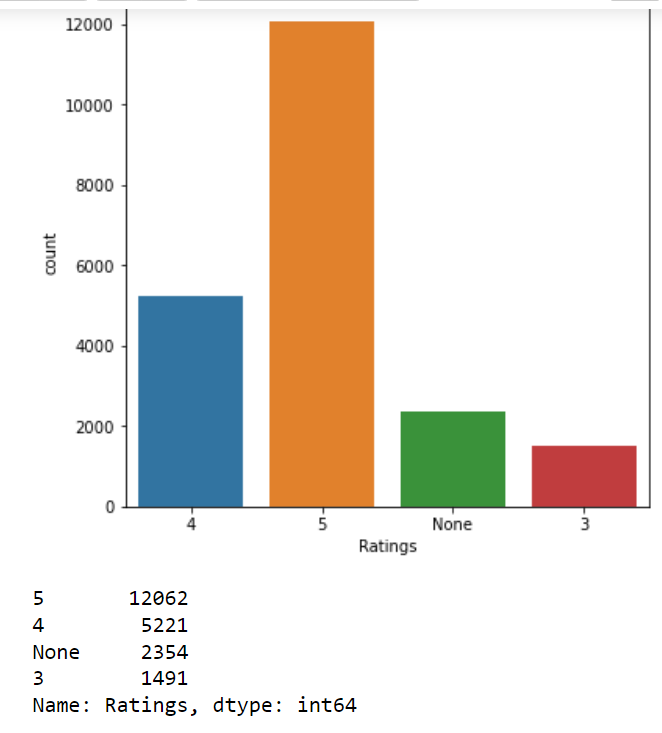 12000
10000
8000
6000
4000
2000
0
count
4 5 None 3
Ratings
5 12062
4 5221
None 2354
3 1491
Name: Ratings, dtype: int64